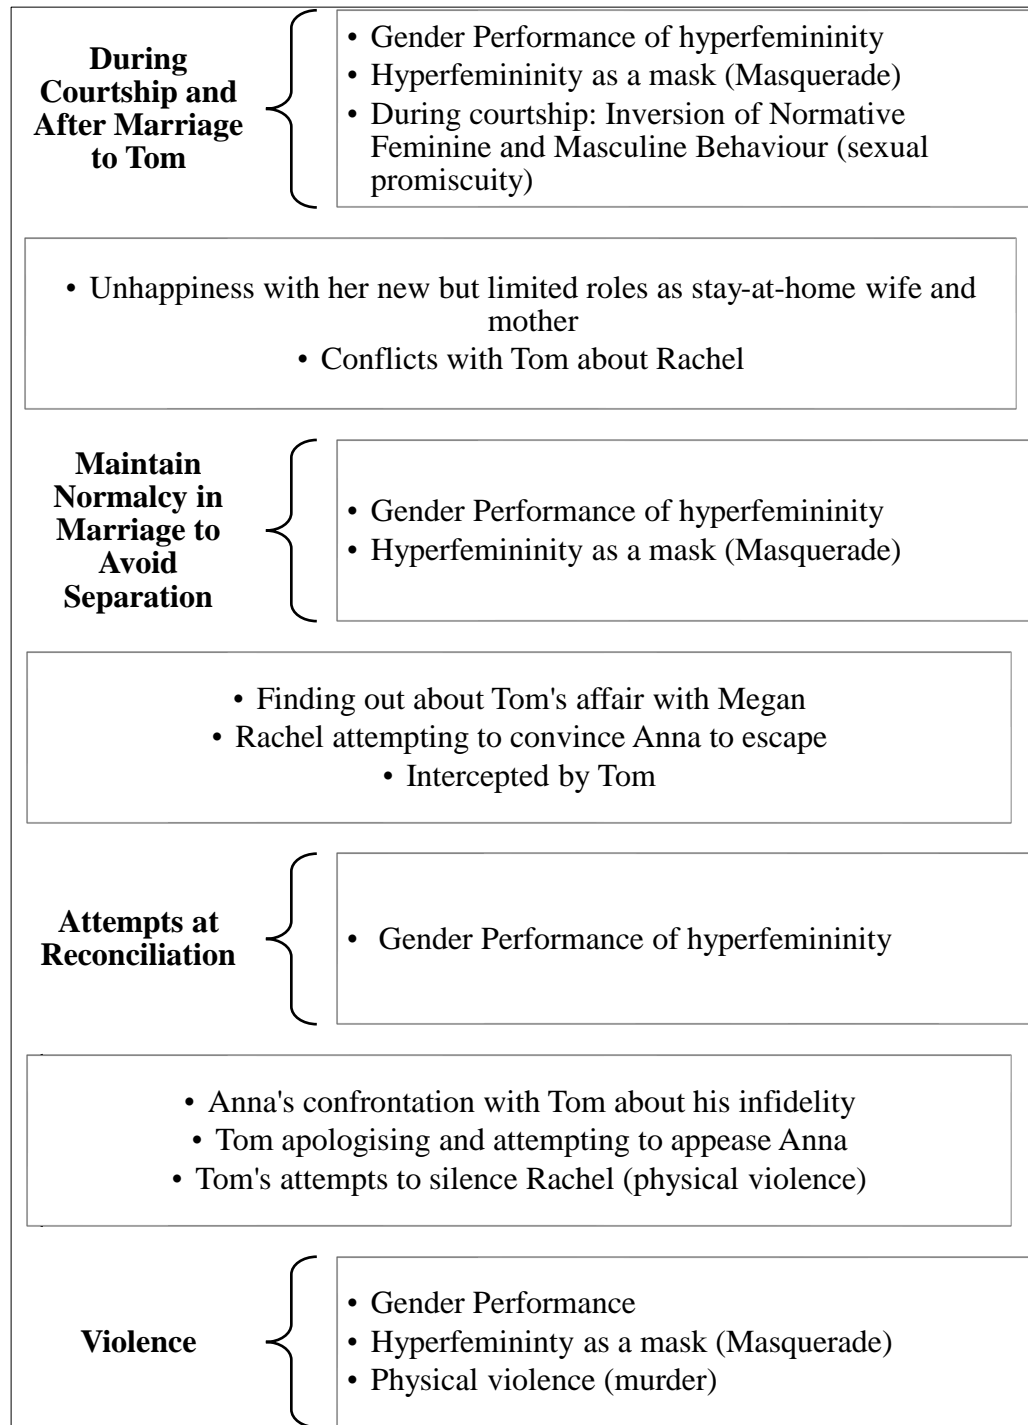 During
Courtship and
After Marriage
to Tom
• Gender Performance of hyperfemininity
• Hyperfemininity as a mask (Masquerade)
• During courtship: Inversion of Normative
Feminine and Masculine Behaviour (sexual
promiscuity)
• Unhappiness with her new but limited roles as stay-at-home wife and
mother
• Conflicts with Tom about Rachel
Maintain
Normalcy in
Marriage to
Avoid
Separation
• Gender Performance of hyperfemininity
• Hyperfemininity as a mask (Masquerade)
• Finding out about Tom's affair with Megan
• Rachel attempting to convince Anna to escape
• Intercepted by Tom
Attempts at
Reconciliation
• Gender Performance of hyperfemininity
• Anna's confrontation with Tom about his infidelity
• Tom apologising and attempting to appease Anna
• Tom's attempts to silence Rachel (physical violence)
Violence
• Gender Performance
• Hyperfemininty as a mask (Masquerade)
• Physical violence (murder)